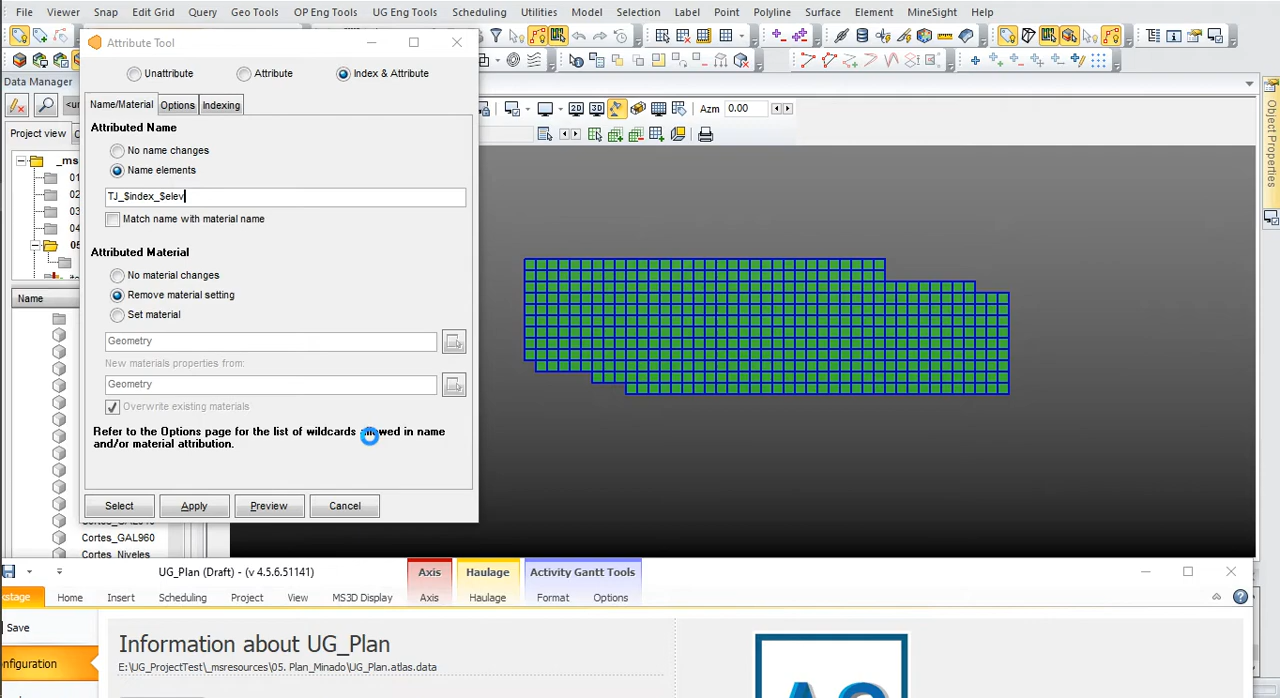 File Viewer Snap Edit Grid Query Geo Tools OP Eng Tools UG Eng Tools Scheduling Utilities Model Selection Label Point Polyline Surface Element MineSight Help
Attribute Tool
Data Manager
Unattribute Attribute Index & Attribute
Name/Material Options Indexing
Azm 0.00
Project view
Attributed Name
No name changes
Name elements
TJ_$index_$elev
Match name with material name
_ms
01
02
03
04
05
Attributed Material
No material changes
Remove material setting
Set material
Name
Geometry
New materials properties from:
Geometry
Overwrite existing materials
Refer to the Options page for the list of wildcards allowed in name
and/or material attribution.
Select Apply Preview Cancel
Cortes_GAL960
Cortes_Niveles
Object Properties
UG_Plan (Draft) - (v 4.5.6.51141)
Axis Haulage Activity Gantt Tools
Home Insert Scheduling Project View MS3D Display Axis Haulage Format Options
Save
Information about UG_Plan
E:\UG_ProjectTest\_msresources\05. Plan_Minado\UG_Plan.atlas.data